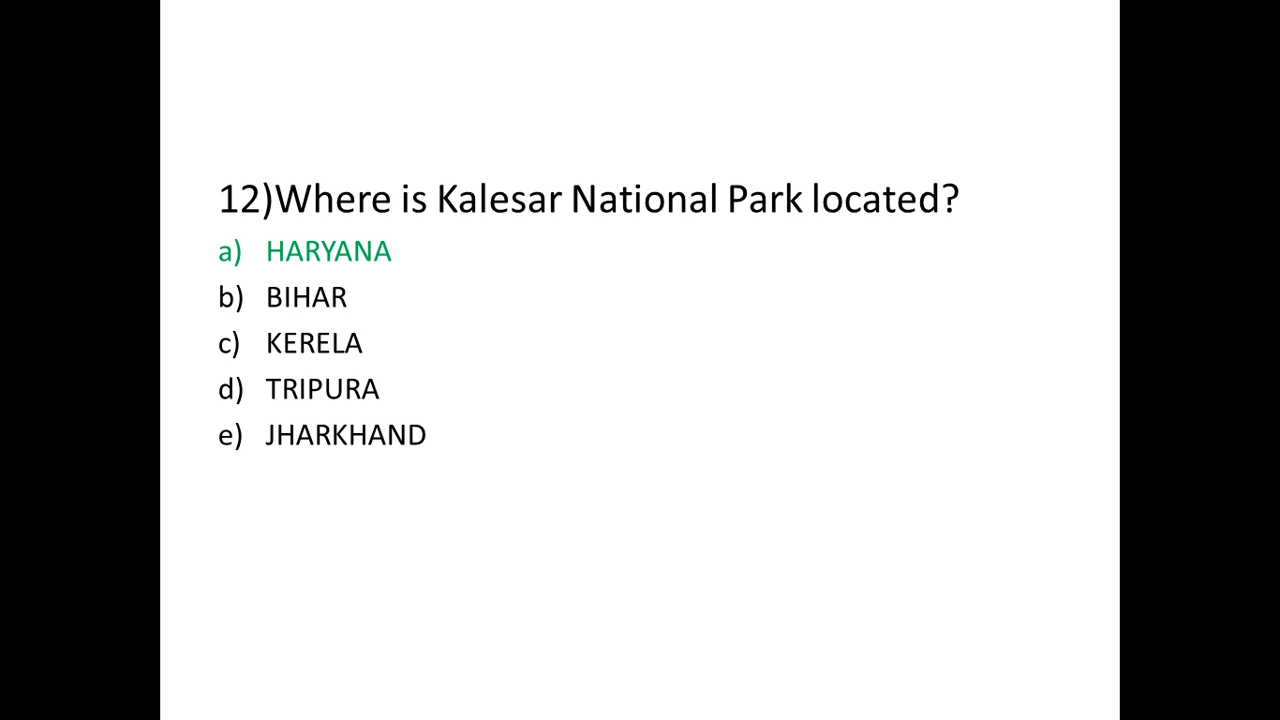 12)Where is Kalesar National Park located?
a) HARYANA
b) BIHAR
c) KERELA
d) TRIPURA
e) JHARKHAND